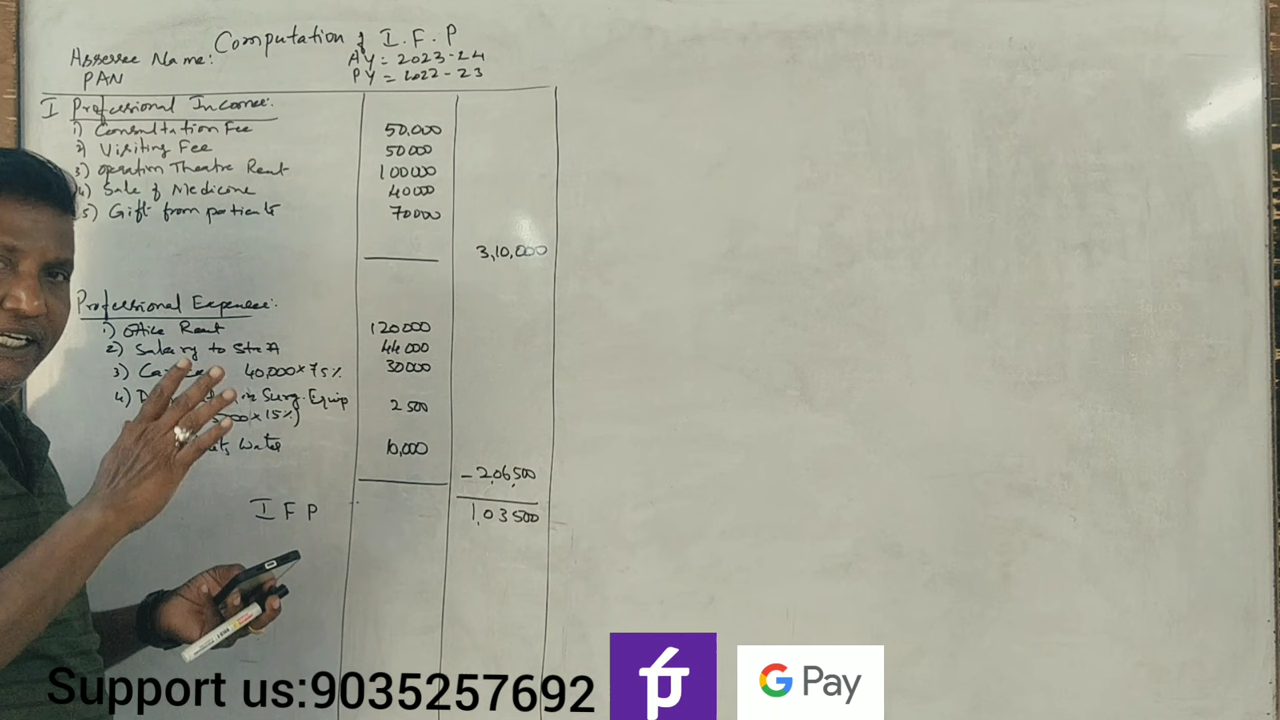 Computation of I.F.P
Assessee Name: AY = 2023-24
PAN PY = 2022-23
I Professional Income:
1) Consultation Fee 50,000
2) Visiting Fee 50000
3) Operation Theatre Rent 100000
4) Sale of Medicine 40000
5) Gift from patients 70000
3,10,000
Professional Expenses:
1) Office Rent 120000
2) Salary to Staff 44000
3) 40,000x75% 30000
4) Surg. Equip 2500
x15%)
Water 10,000
- 2,06,500
I F P 1,03500
Support us:9035257692
G Pay